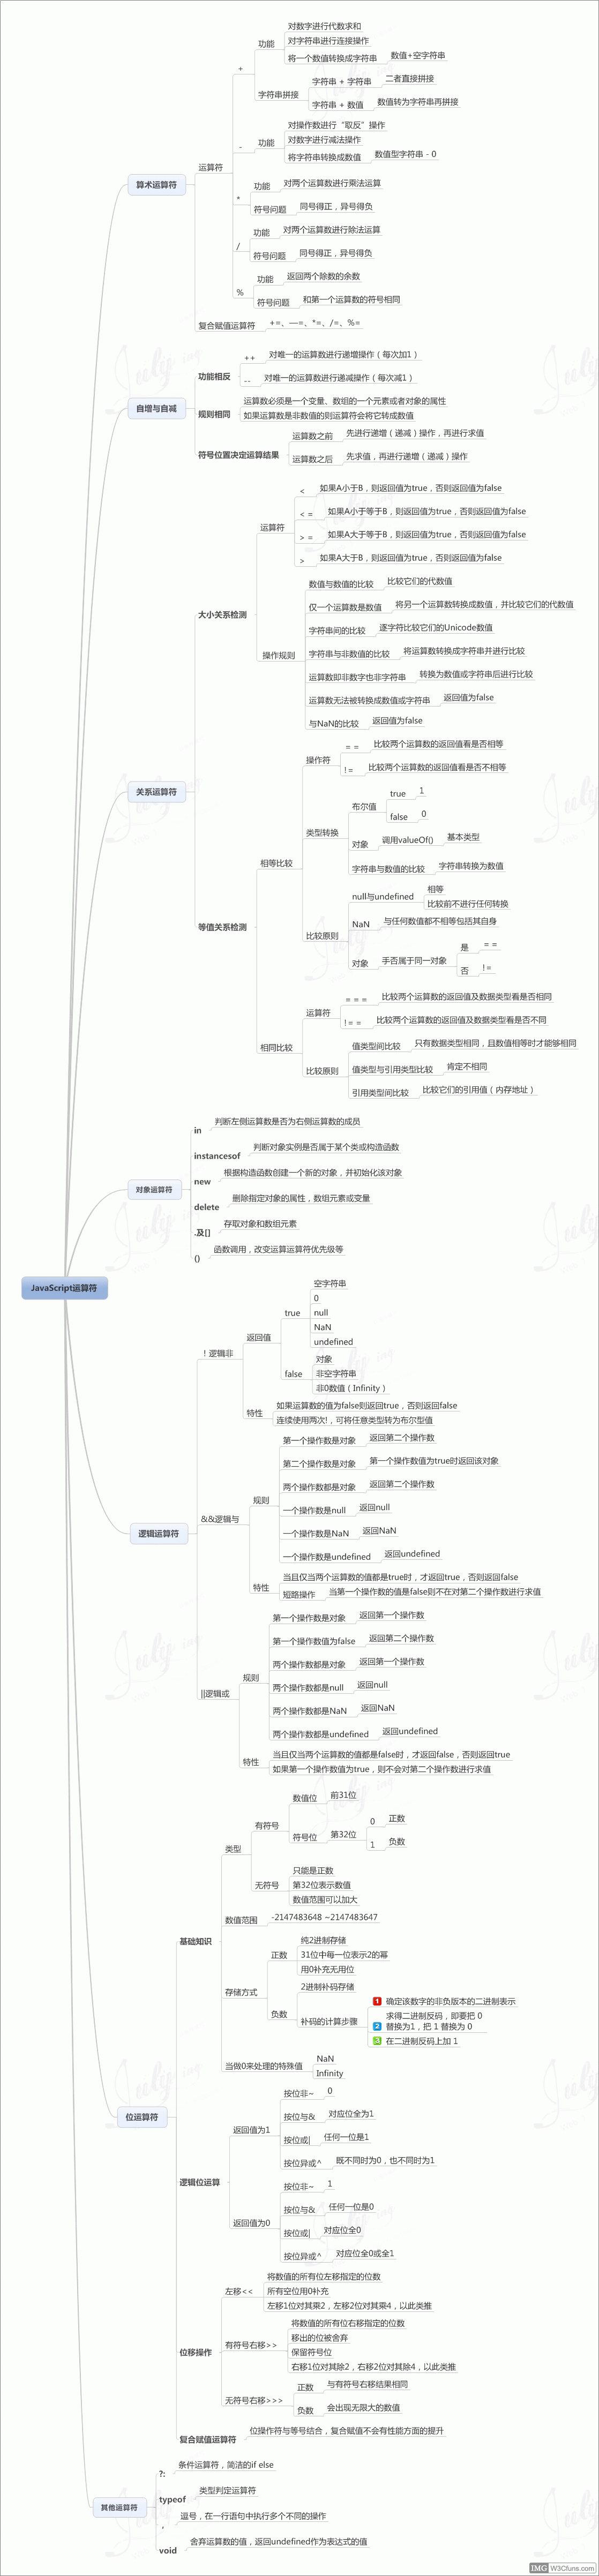 对数字进行代数求和
对字符串进行连接操作
功能
将一个数值转换成字符串
数值+空字符串
+
字符串 + 字符串
二者直接拼接
字符串拼接
字符串 + 数值
数值转为字符串再拼接
对操作数进行“取反”操作
-
功能
对数字进行减法操作
将字符串转换成数值
数值型字符串 - 0
运算符
算术运算符
*
功能
对两个运算数进行乘法运算
符号问题
同号得正，异号得负
/
功能
对两个运算数进行除法运算
符号问题
同号得正，异号得负
%
功能
返回两个除数的余数
符号问题
和第一个运算数的符号相同
复合赋值运算符
+=、—=、*=、/=、%=
功能相反
++
对唯一的运算数进行递增操作（每次加1）
--
对唯一的运算数进行递减操作（每次减1）
自增与自减
规则相同
运算数必须是一个变量、数组的一个元素或者对象的属性
如果运算数是非数值的则运算符会将它转成数值
符号位置决定运算结果
运算数之前
先进行递增（递减）操作，再进行求值
运算数之后
先求值，再进行递增（递减）操作
<
如果A小于B，则返回值为true，否则返回值为false
< =
如果A小于等于B，则返回值为true，否则返回值为false
运算符
> =
如果A大于等于B，则返回值为true，否则返回值为false
>
如果A大于B，则返回值为true，否则返回值为false
大小关系检测
数值与数值的比较
比较它们的代数值
仅一个运算数是数值
将另一个运算数转换成数值，并比较它们的代数值
字符串间的比较
逐字符比较它们的Unicode数值
操作规则
字符串与非数值的比较
将运算数转换成字符串并进行比较
运算数即非数字也非字符串
转换为数值或字符串后进行比较
运算数无法被转换成数值或字符串
返回值为false
与NaN的比较
返回值为false
关系运算符
操作符
= =
比较两个运算数的返回值看是否相等
!=
比较两个运算数的返回值看是否不相等
类型转换
布尔值
true
1
false
0
对象
调用valueOf()
基本类型
字符串与数值的比较
字符串转换为数值
相等比较
null与undefined
相等
比较前不进行任何转换
比较原则
NaN
与任何数值都不相等包括其自身
对象
手否属于同一对象
是
= =
否
!=
等值关系检测
运算符
= = =
比较两个运算数的返回值及数据类型看是否相同
!= =
比较两个运算数的返回值及数据类型看是否不同
相同比较
比较原则
值类型间比较
只有数据类型相同，且数值相等时才能够相同
值类型与引用类型比较
肯定不相同
引用类型间比较
比较它们的引用值（内存地址）
in
判断左侧运算数是否为右侧运算数的成员
instancesof
判断对象实例是否属于某个类或构造函数
new
根据构造函数创建一个新的对象，并初始化该对象
对象运算符
delete
删除指定对象的属性，数组元素或变量
.及[]
存取对象和数组元素
()
函数调用，改变运算运算符优先级等
JavaScript运算符
空字符串
0
true
null
NaN
undefined
返回值
！逻辑非
false
对象
非空字符串
非0数值（Infinity）
特性
如果运算数的值为false则返回true，否则返回false
连续使用两次!，可将任意类型转为布尔型值
第一个操作数是对象
返回第二个操作数
第二个操作数是对象
第一个操作数值为true时返回该对象
规则
两个操作数都是对象
返回第二个操作数
一个操作数是null
返回null
&&逻辑与
一个操作数是NaN
返回NaN
一个操作数是undefined
返回undefined
逻辑运算符
特性
当且仅当两个运算数的值都是true时，才返回true，否则返回false
短路操作
当第一个操作数的值是false则不在对第二个操作数进行求值
第一个操作数是对象
返回第一个操作数
第一个操作数值为false
返回第二个操作数
规则
两个操作数都是对象
返回第一个操作数
两个操作数都是null
返回null
||逻辑或
两个操作数都是NaN
返回NaN
两个操作数都是undefined
返回undefined
特性
当且仅当两个运算数的值都是false时，才返回false，否则返回true
如果第一个操作数值为true，则不会对第二个操作数进行求值
类型
有符号
数值位
前31位
符号位
第32位
0
正数
1
负数
无符号
只能是正数
第32位表示数值
数值范围可以加大
数值范围
-2147483648 ~2147483647
基础知识
存储方式
正数
纯2进制存储
31位中每一位表示2的幂
用0补充无用位
负数
2进制补码存储
补码的计算步骤
1 确定该数字的非负版本的二进制表示
求得二进制反码，即要把 0
2 替换为1，把 1 替换为 0
3 在二进制反码上加 1
当做0来处理的特殊值
NaN
Infinity
位运算符
返回值为1
按位非~
0
按位与&
对应位全为1
按位或|
任何一位是1
按位异或^
既不同时为0，也不同时为1
逻辑位运算
返回值为0
按位非~
1
按位与&
任何一位是0
按位或|
对应位全0
按位异或^
对应位全0或全1
左移<<
将数值的所有位左移指定的位数
所有空位用0补充
左移1位对其乘2，左移2位对其乘4，以此类推
位移操作
有符号右移>>
将数值的所有位右移指定的位数
移出的位被舍弃
保留符号位
右移1位对其除2，右移2位对其除4，以此类推
无符号右移>>>
正数
与有符号右移结果相同
负数
会出现无限大的数值
复合赋值运算符
位操作符与等号结合，复合赋值不会有性能方面的提升
?:
条件运算符，简洁的if else
其他运算符
typeof
类型判定运算符
,
逗号，在一行语句中执行多个不同的操作
void
舍弃运算数的值，返回undefined作为表达式的值
IMG W3Cfuns.com